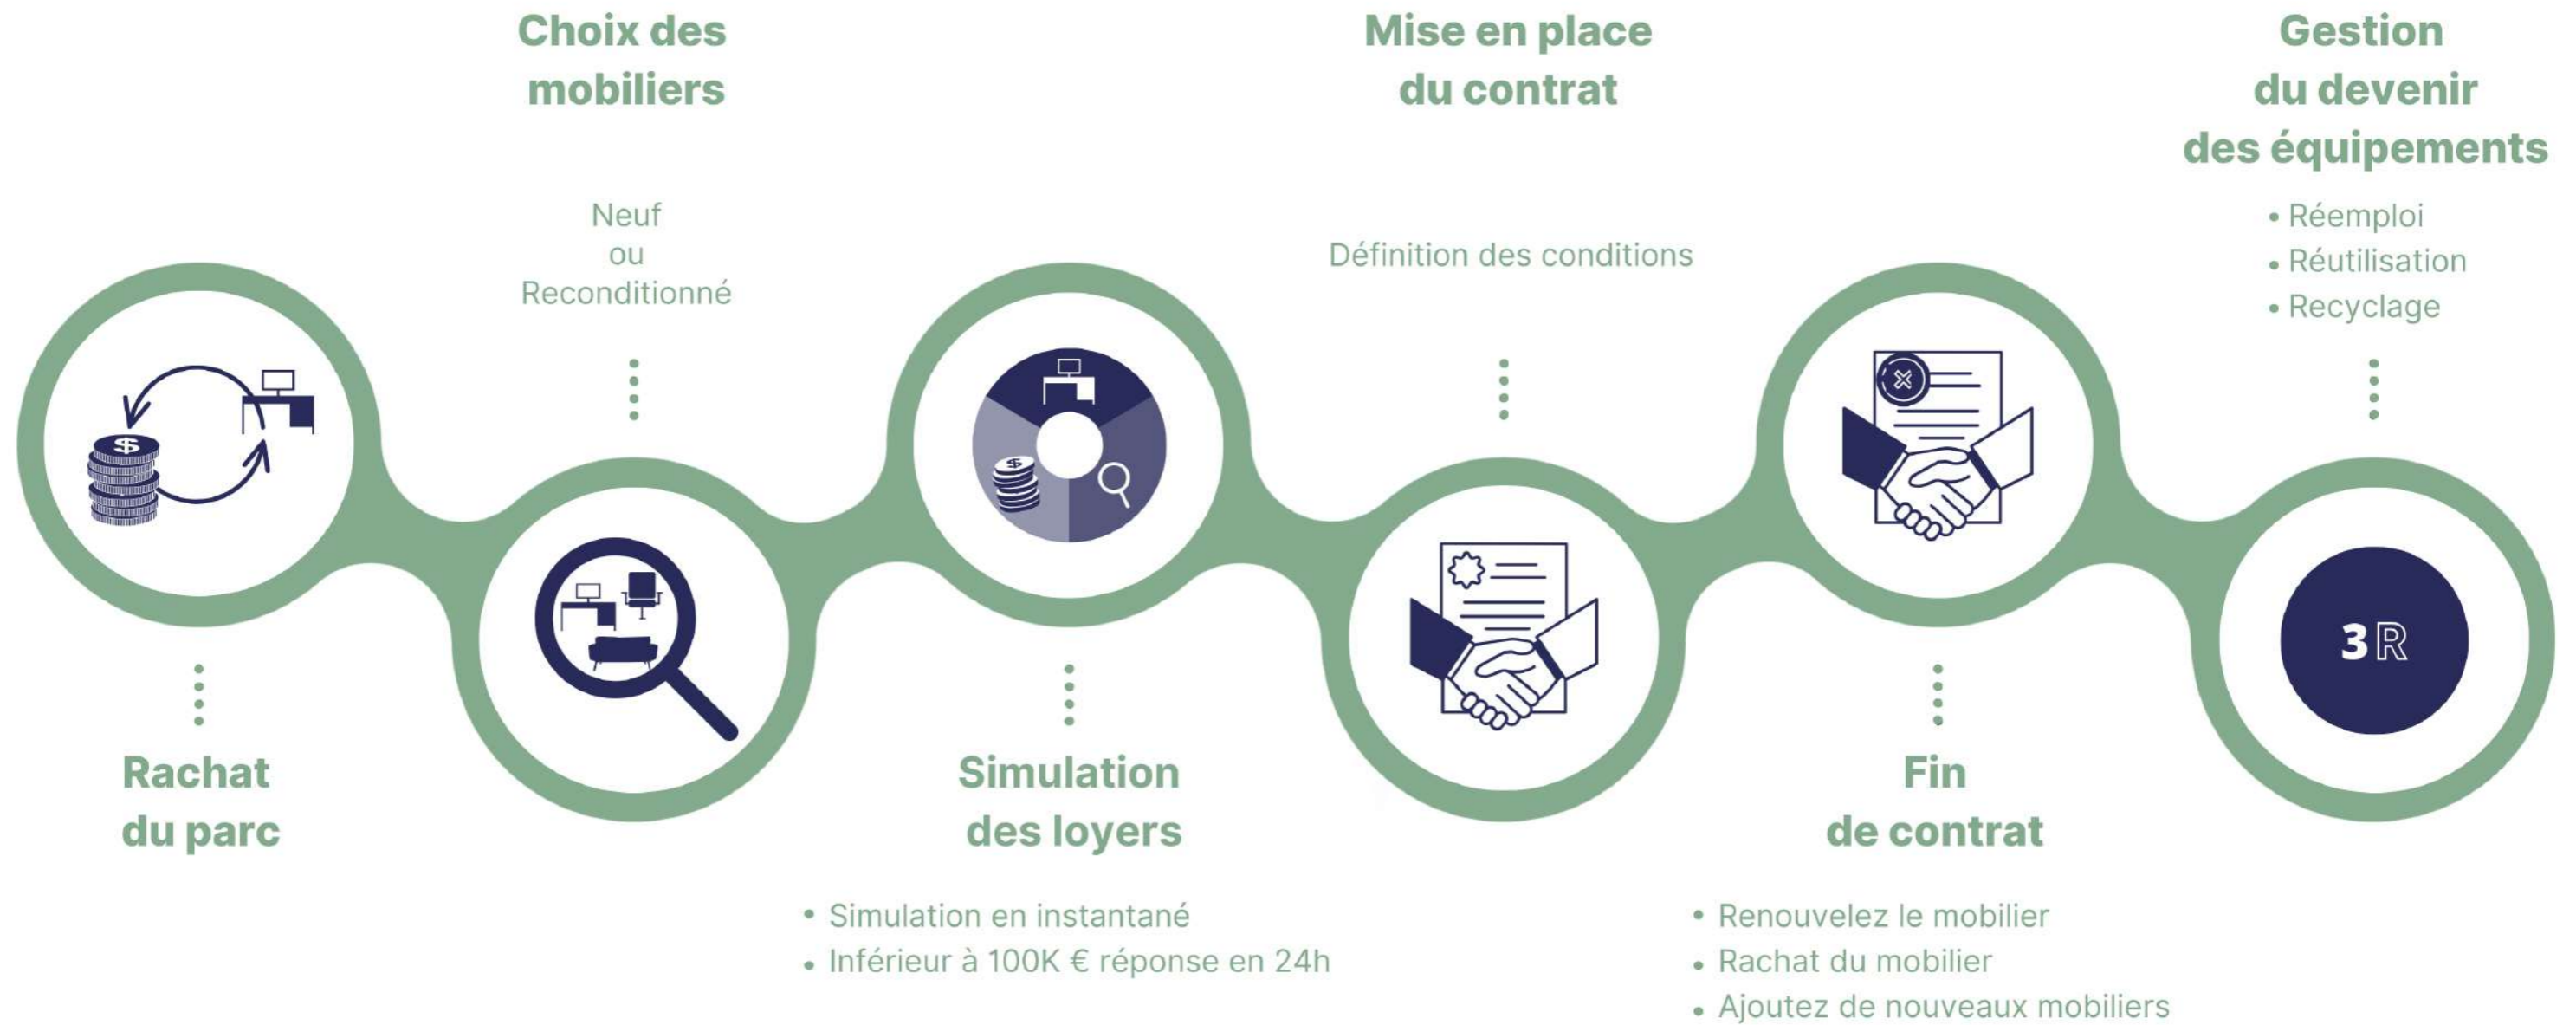 Rachat
du parc
Choix des
mobiliers
Neuf
ou
Reconditionné
Simulation
des loyers
• Simulation en instantané
• Inférieur à 100K € réponse en 24h
Mise en place
du contrat
Définition des conditions
Fin
de contrat
• Renouvelez le mobilier
• Rachat du mobilier
• Ajoutez de nouveaux mobiliers
Gestion
du devenir
des équipements
• Réemploi
• Réutilisation
• Recyclage
3R
$
$